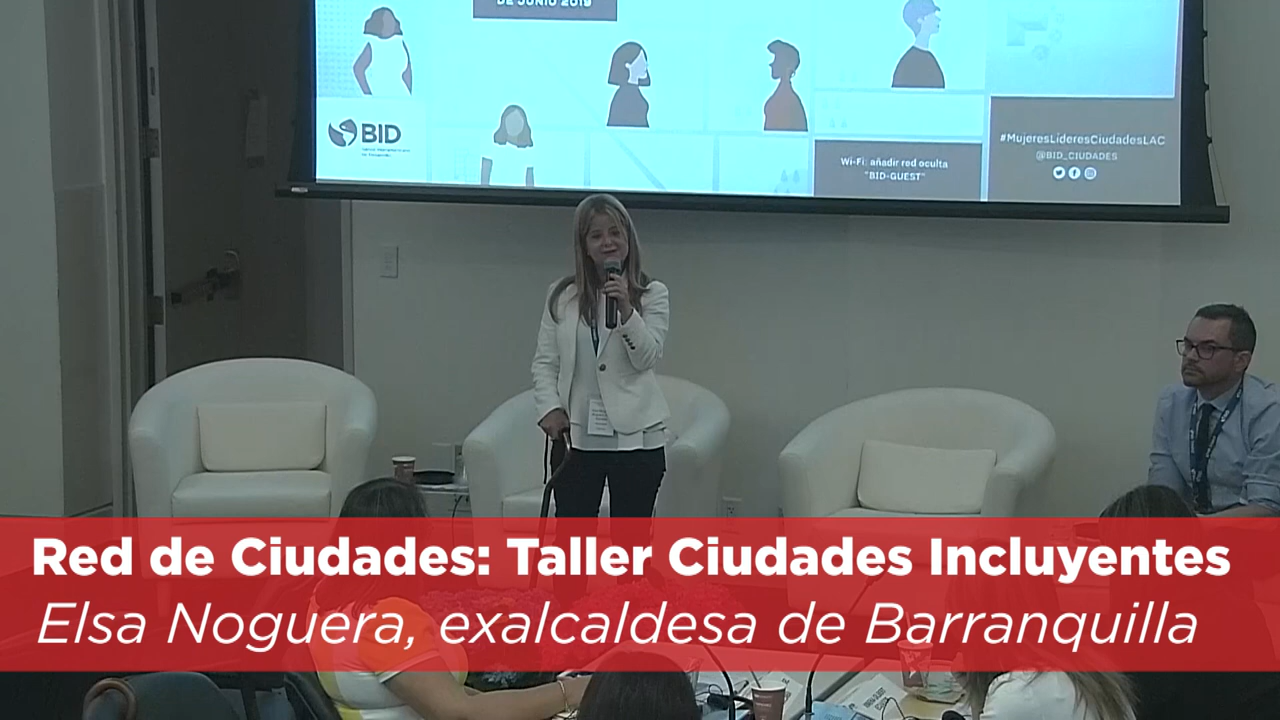 DE JUNIO 2019
BID
#MujeresLíderesCiudadesLAC
@BID_CIUDADES
Wi-Fi: añadir red oculta
"BID-GUEST"
Red de Ciudades: Taller Ciudades Incluyentes
Elsa Noguera, exalcaldesa de Barranquilla